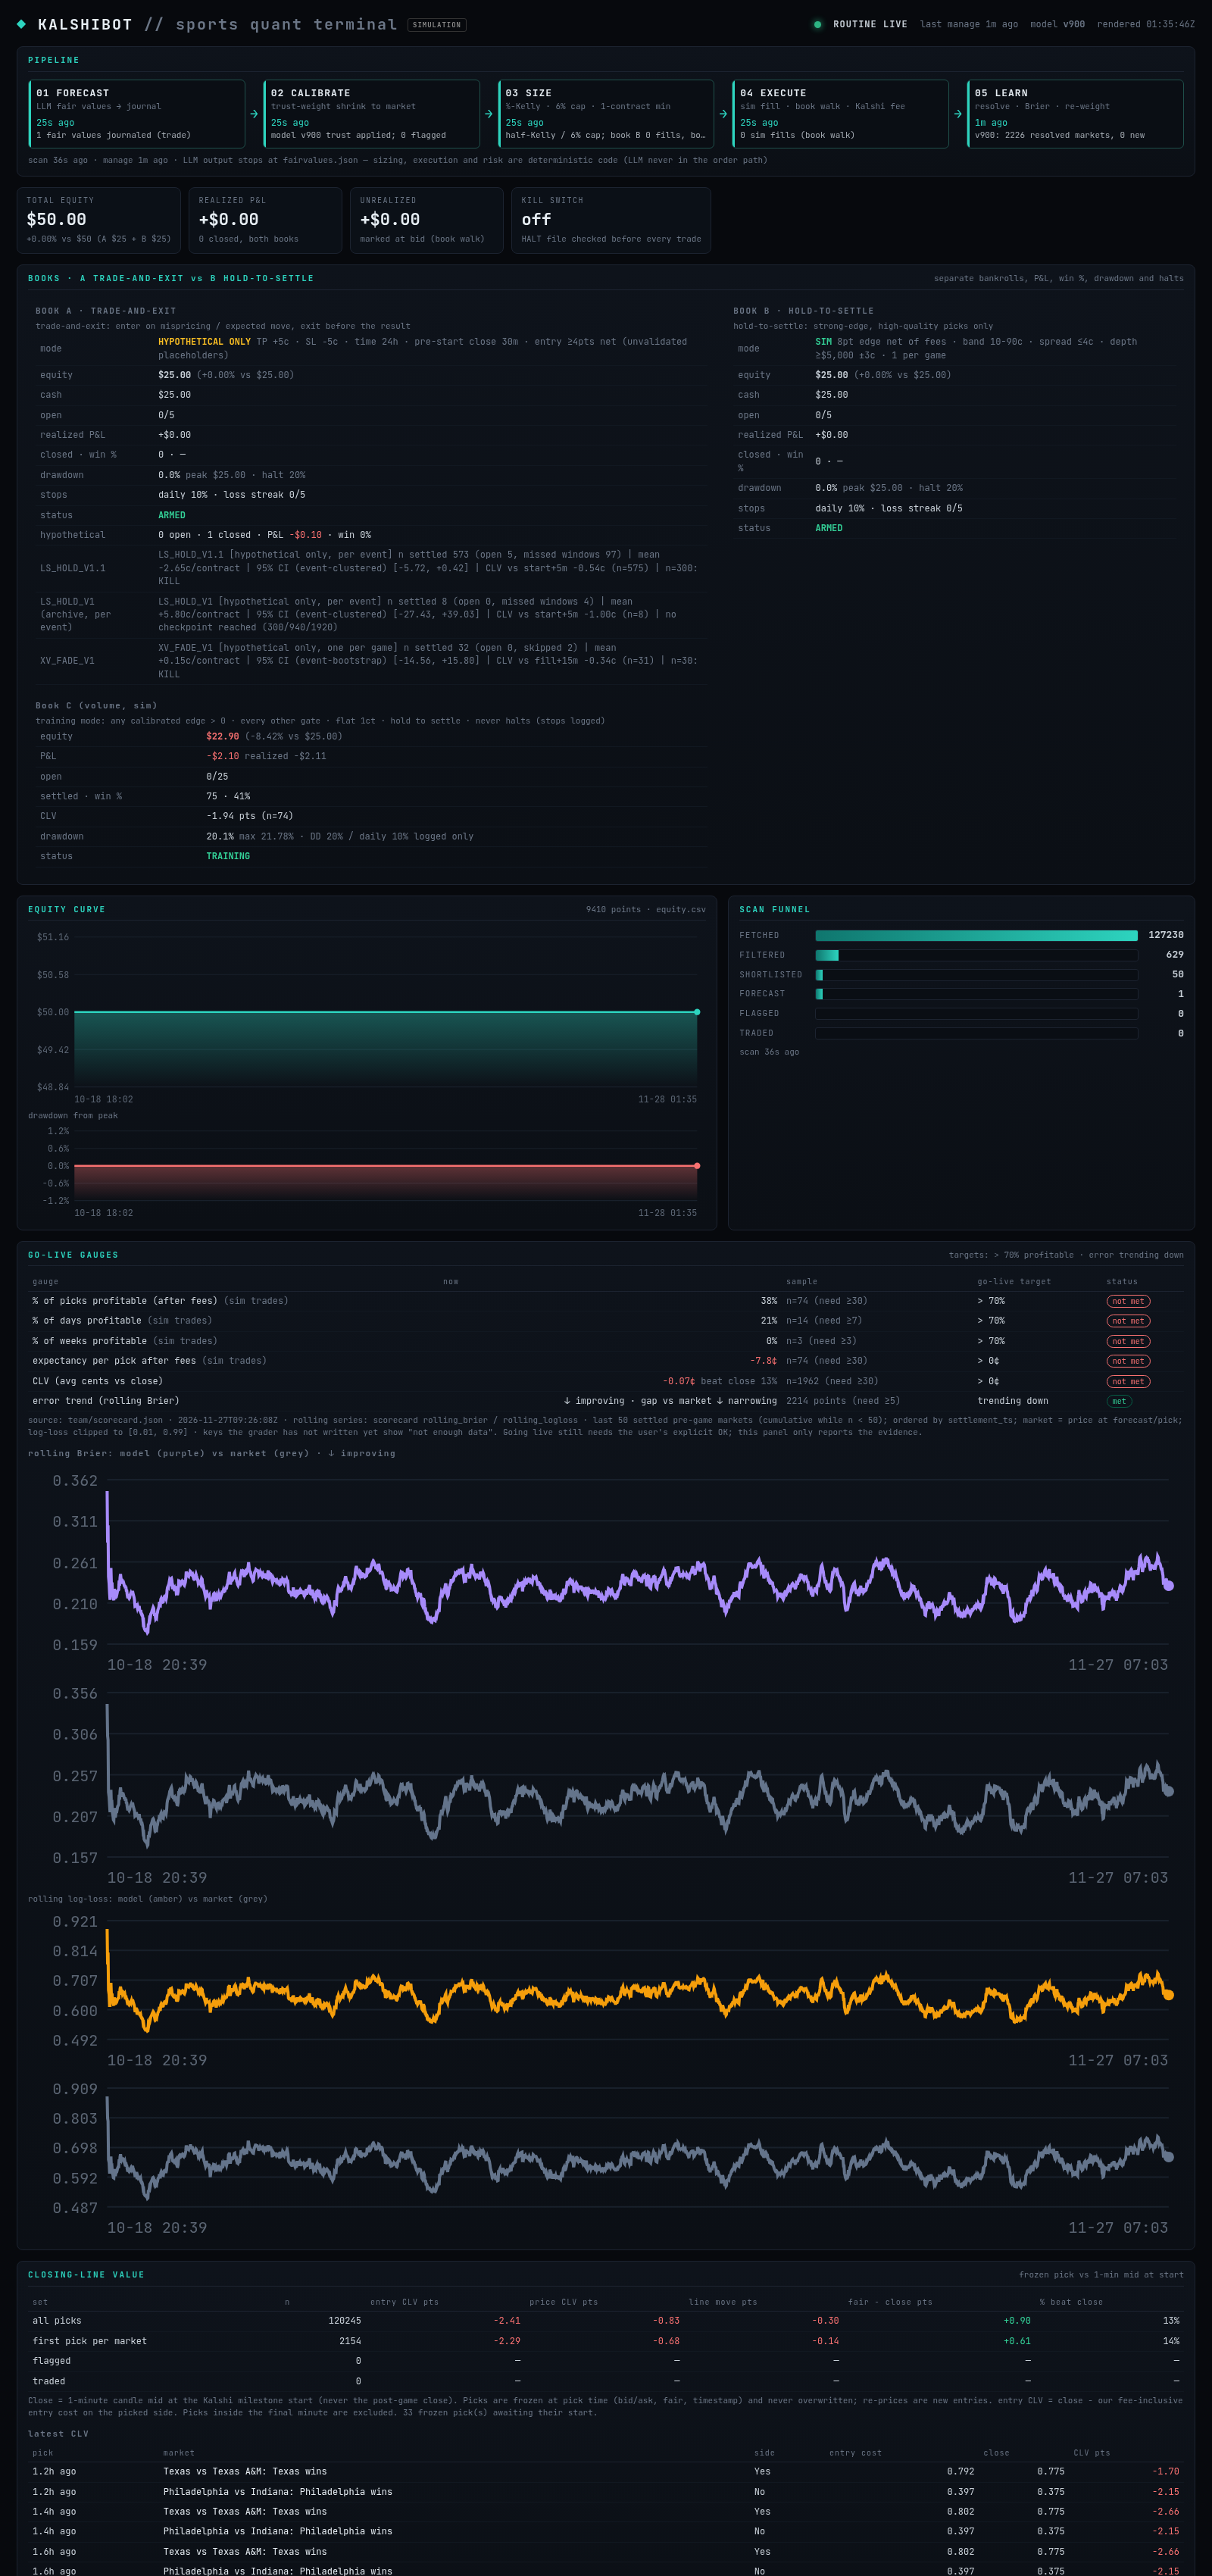 KALSHIBOT // sports quant terminal SIMULATION
ROUTINE LIVE last manage 1m ago model v900 rendered 01:35:46Z
PIPELINE
01 FORECAST
LLM fair values → journal
25s ago
1 fair values journaled (trade)
→
02 CALIBRATE
trust-weight shrink to market
25s ago
model v900 trust applied; 0 flagged
→
03 SIZE
½-Kelly · 6% cap · 1-contract min
25s ago
half-Kelly / 6% cap; book B 0 fills, bo…
→
04 EXECUTE
sim fill · book walk · Kalshi fee
25s ago
0 sim fills (book walk)
→
05 LEARN
resolve · Brier · re-weight
1m ago
v900: 2226 resolved markets, 0 new
scan 36s ago · manage 1m ago · LLM output stops at fairvalues.json — sizing, execution and risk are deterministic code (LLM never in the order path)
TOTAL EQUITY
$50.00
+0.00% vs $50 (A $25 + B $25)
REALIZED P&L
+$0.00
0 closed, both books
UNREALIZED
+$0.00
marked at bid (book walk)
KILL SWITCH
off
HALT file checked before every trade
BOOKS · A TRADE-AND-EXIT vs B HOLD-TO-SETTLE
separate bankrolls, P&L, win %, drawdown and halts
BOOK A · TRADE-AND-EXIT
trade-and-exit: enter on mispricing / expected move, exit before the result
mode HYPOTHETICAL ONLY TP +5c · SL -5c · time 24h · pre-start close 30m · entry ≥4pts net (unvalidated
placeholders)
equity $25.00 (+0.00% vs $25.00)
cash $25.00
open 0/5
realized P&L +$0.00
closed · win % 0 · —
drawdown 0.0% peak $25.00 · halt 20%
stops daily 10% · loss streak 0/5
status ARMED
hypothetical 0 open · 1 closed · P&L -$0.10 · win 0%
LS_HOLD_V1.1 LS_HOLD_V1.1 [hypothetical only, per event] n settled 573 (open 5, missed windows 97) | mean
-2.65c/contract | 95% CI (event-clustered) [-5.72, +0.42] | CLV vs start+5m -0.54c (n=575) | n=300:
KILL
LS_HOLD_V1 (archive, per event) LS_HOLD_V1 [hypothetical only, per event] n settled 8 (open 0, missed windows 4) | mean
+5.80c/contract | 95% CI (event-clustered) [-27.43, +39.03] | CLV vs start+5m -1.00c (n=8) | no
checkpoint reached (300/940/1920)
XV_FADE_V1 XV_FADE_V1 [hypothetical only, one per game] n settled 32 (open 0, skipped 2) | mean
+0.15c/contract | 95% CI (event-bootstrap) [-14.56, +15.80] | CLV vs fill+15m -0.34c (n=31) | n=30:
KILL
BOOK B · HOLD-TO-SETTLE
hold-to-settle: strong-edge, high-quality picks only
mode SIM 8pt edge net of fees · band 10-90c · spread ≤4c · depth
≥$5,000 ±3c · 1 per game
equity $25.00 (+0.00% vs $25.00)
cash $25.00
open 0/5
realized P&L +$0.00
closed · win % 0 · —
drawdown 0.0% peak $25.00 · halt 20%
stops daily 10% · loss streak 0/5
status ARMED
Book C (volume, sim)
training mode: any calibrated edge > 0 · every other gate · flat 1ct · hold to settle · never halts (stops logged)
equity $22.90 (-8.42% vs $25.00)
P&L -$2.10 realized -$2.11
open 0/25
settled · win % 75 · 41%
CLV -1.94 pts (n=74)
drawdown 20.1% max 21.78% · DD 20% / daily 10% logged only
status TRAINING
EQUITY CURVE
9410 points · equity.csv
$51.16
$50.58
$50.00
$49.42
$48.84
10-18 18:02 11-28 01:35
drawdown from peak
1.2%
0.6%
0.0%
-0.6%
-1.2%
10-18 18:02 11-28 01:35
SCAN FUNNEL
FETCHED 127230
FILTERED 629
SHORTLISTED 50
FORECAST 1
FLAGGED 0
TRADED 0
scan 36s ago
GO-LIVE GAUGES
targets: > 70% profitable · error trending down
gauge now sample go-live target status
% of picks profitable (after fees) (sim trades) 38% n=74 (need ≥30) > 70% not met
% of days profitable (sim trades) 21% n=14 (need ≥7) > 70% not met
% of weeks profitable (sim trades) 0% n=3 (need ≥3) > 70% not met
expectancy per pick after fees (sim trades) -7.8¢ n=74 (need ≥30) > 0¢ not met
CLV (avg cents vs close) -0.07¢ beat close 13% n=1962 (need ≥30) > 0¢ not met
error trend (rolling Brier) ↓ improving · gap vs market ↓ narrowing 2214 points (need ≥5) trending down met
source: team/scorecard.json · 2026-11-27T09:26:08Z · rolling series: scorecard rolling_brier / rolling_logloss · last 50 settled pre-game markets (cumulative while n < 50); ordered by settlement_ts; market = price at forecast/pick;
log-loss clipped to [0.01, 0.99] · keys the grader has not written yet show "not enough data". Going live still needs the user's explicit OK; this panel only reports the evidence.
rolling Brier: model (purple) vs market (grey) · ↓ improving
0.362
0.311
0.261
0.210
0.159
10-18 20:39 11-27 07:03
0.356
0.306
0.257
0.207
0.157
10-18 20:39 11-27 07:03
rolling log-loss: model (amber) vs market (grey)
0.921
0.814
0.707
0.600
0.492
10-18 20:39 11-27 07:03
0.909
0.803
0.698
0.592
0.487
10-18 20:39 11-27 07:03
CLOSING-LINE VALUE
frozen pick vs 1-min mid at start
set n entry CLV pts price CLV pts line move pts fair - close pts % beat close
all picks 120245 -2.41 -0.83 -0.30 +0.90 13%
first pick per market 2154 -2.29 -0.68 -0.14 +0.61 14%
flagged 0 — — — — —
traded 0 — — — — —
Close = 1-minute candle mid at the Kalshi milestone start (never the post-game close). Picks are frozen at pick time (bid/ask, fair, timestamp) and never overwritten; re-prices are new entries. entry CLV = close - our fee-inclusive
entry cost on the picked side. Picks inside the final minute are excluded. 33 frozen pick(s) awaiting their start.
latest CLV
pick market side entry cost close CLV pts
1.2h ago Texas vs Texas A&M: Texas wins Yes 0.792 0.775 -1.70
1.2h ago Philadelphia vs Indiana: Philadelphia wins No 0.397 0.375 -2.15
1.4h ago Texas vs Texas A&M: Texas wins Yes 0.802 0.775 -2.66
1.4h ago Philadelphia vs Indiana: Philadelphia wins No 0.397 0.375 -2.15
1.6h ago Texas vs Texas A&M: Texas wins Yes 0.802 0.775 -2.66
1.6h ago Philadelphia vs Indiana: Philadelphia wins No 0.397 0.375 -2.15